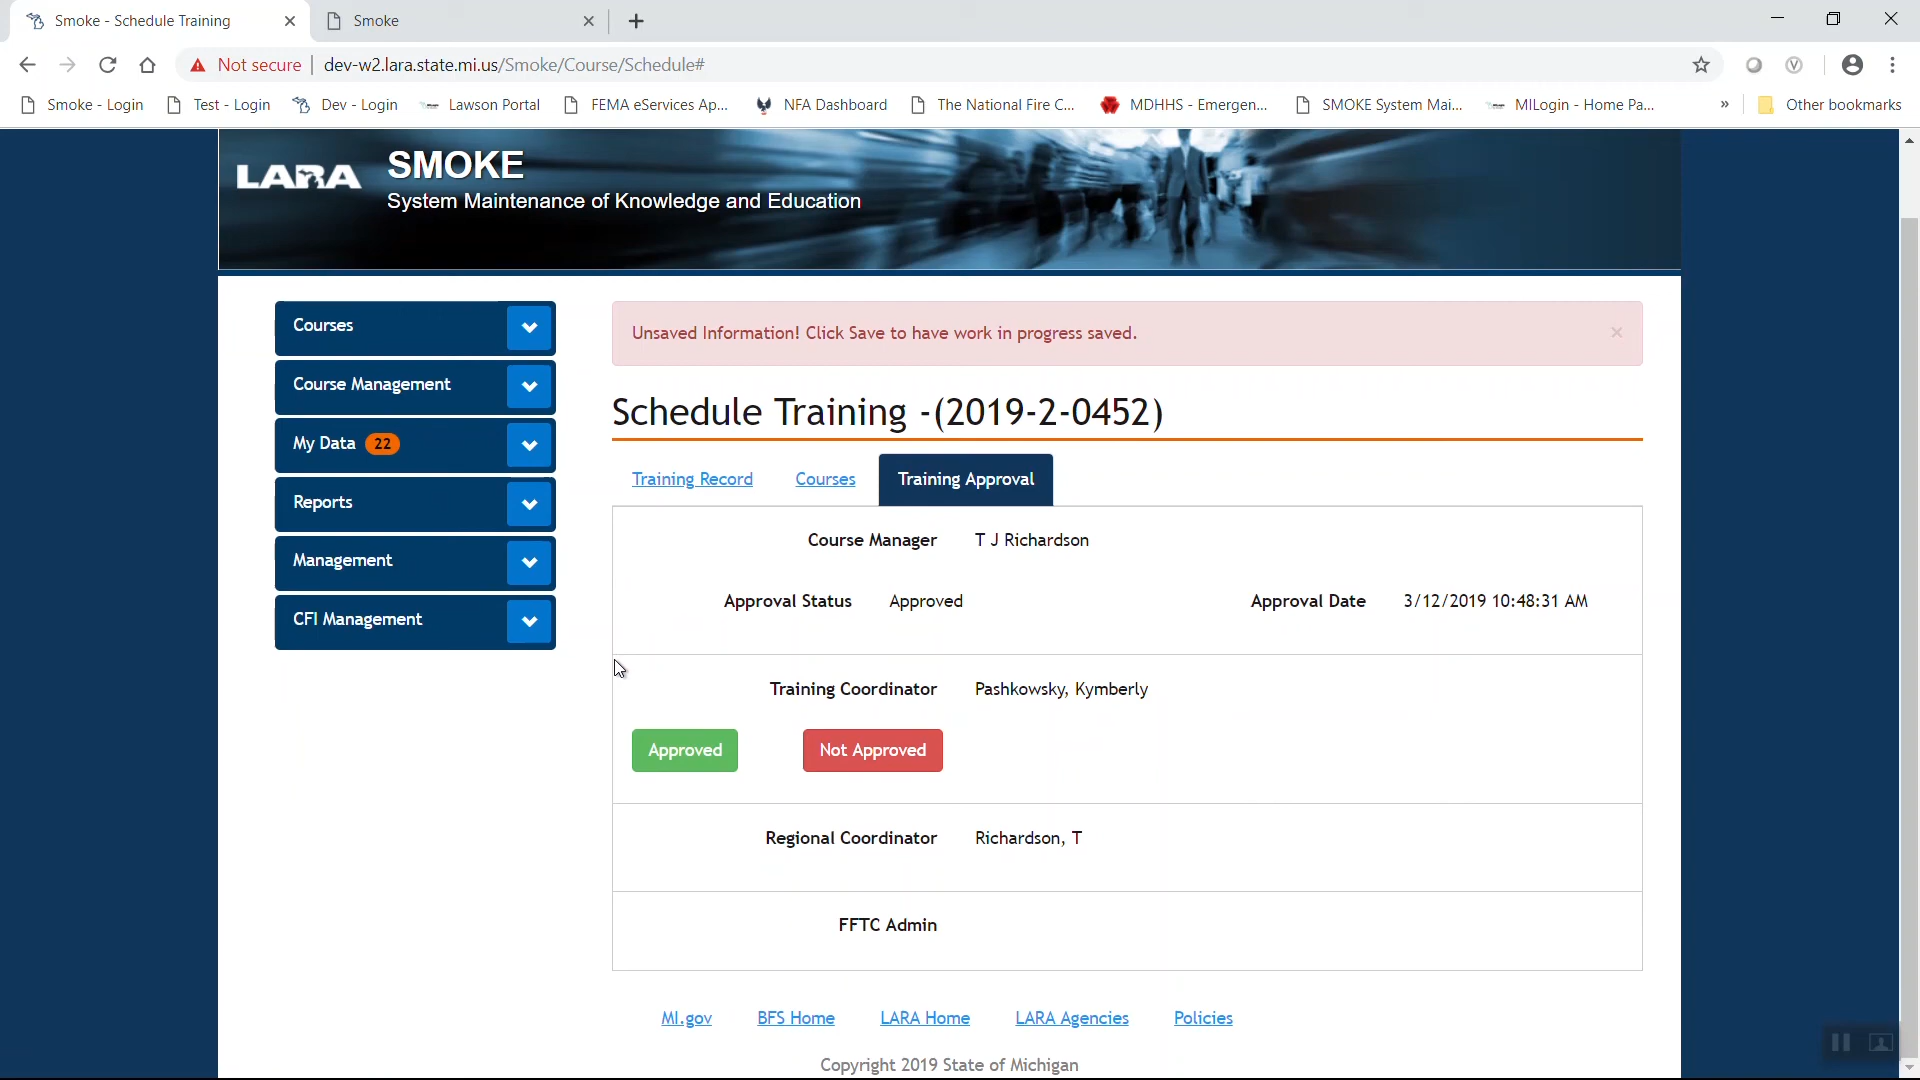 Smoke - Schedule Training
Smoke
Not secure
dev-w2.lara.state.mi.us/Smoke/Course/Schedule#
Smoke - Login
Test - Login
Dev - Login
Lawson Portal
FEMA eServices Ap...
NFA Dashboard
The National Fire C...
MDHHS - Emergen...
SMOKE System Mai...
MILogin - Home Pa...
»
Other bookmarks
LARA
SMOKE
System Maintenance of Knowledge and Education
Courses
Course Management
My Data 22
Reports
Management
CFI Management
Unsaved Information! Click Save to have work in progress saved.
×
Schedule Training -(2019-2-0452)
Training Record
Courses
Training Approval
Course Manager T J Richardson
Approval Status Approved
Approval Date 3/12/2019 10:48:31 AM
Training Coordinator Pashkowsky, Kymberly
Approved
Not Approved
Regional Coordinator Richardson, T
FFTC Admin
MI.gov
BFS Home
LARA Home
LARA Agencies
Policies
Copyright 2019 State of Michigan